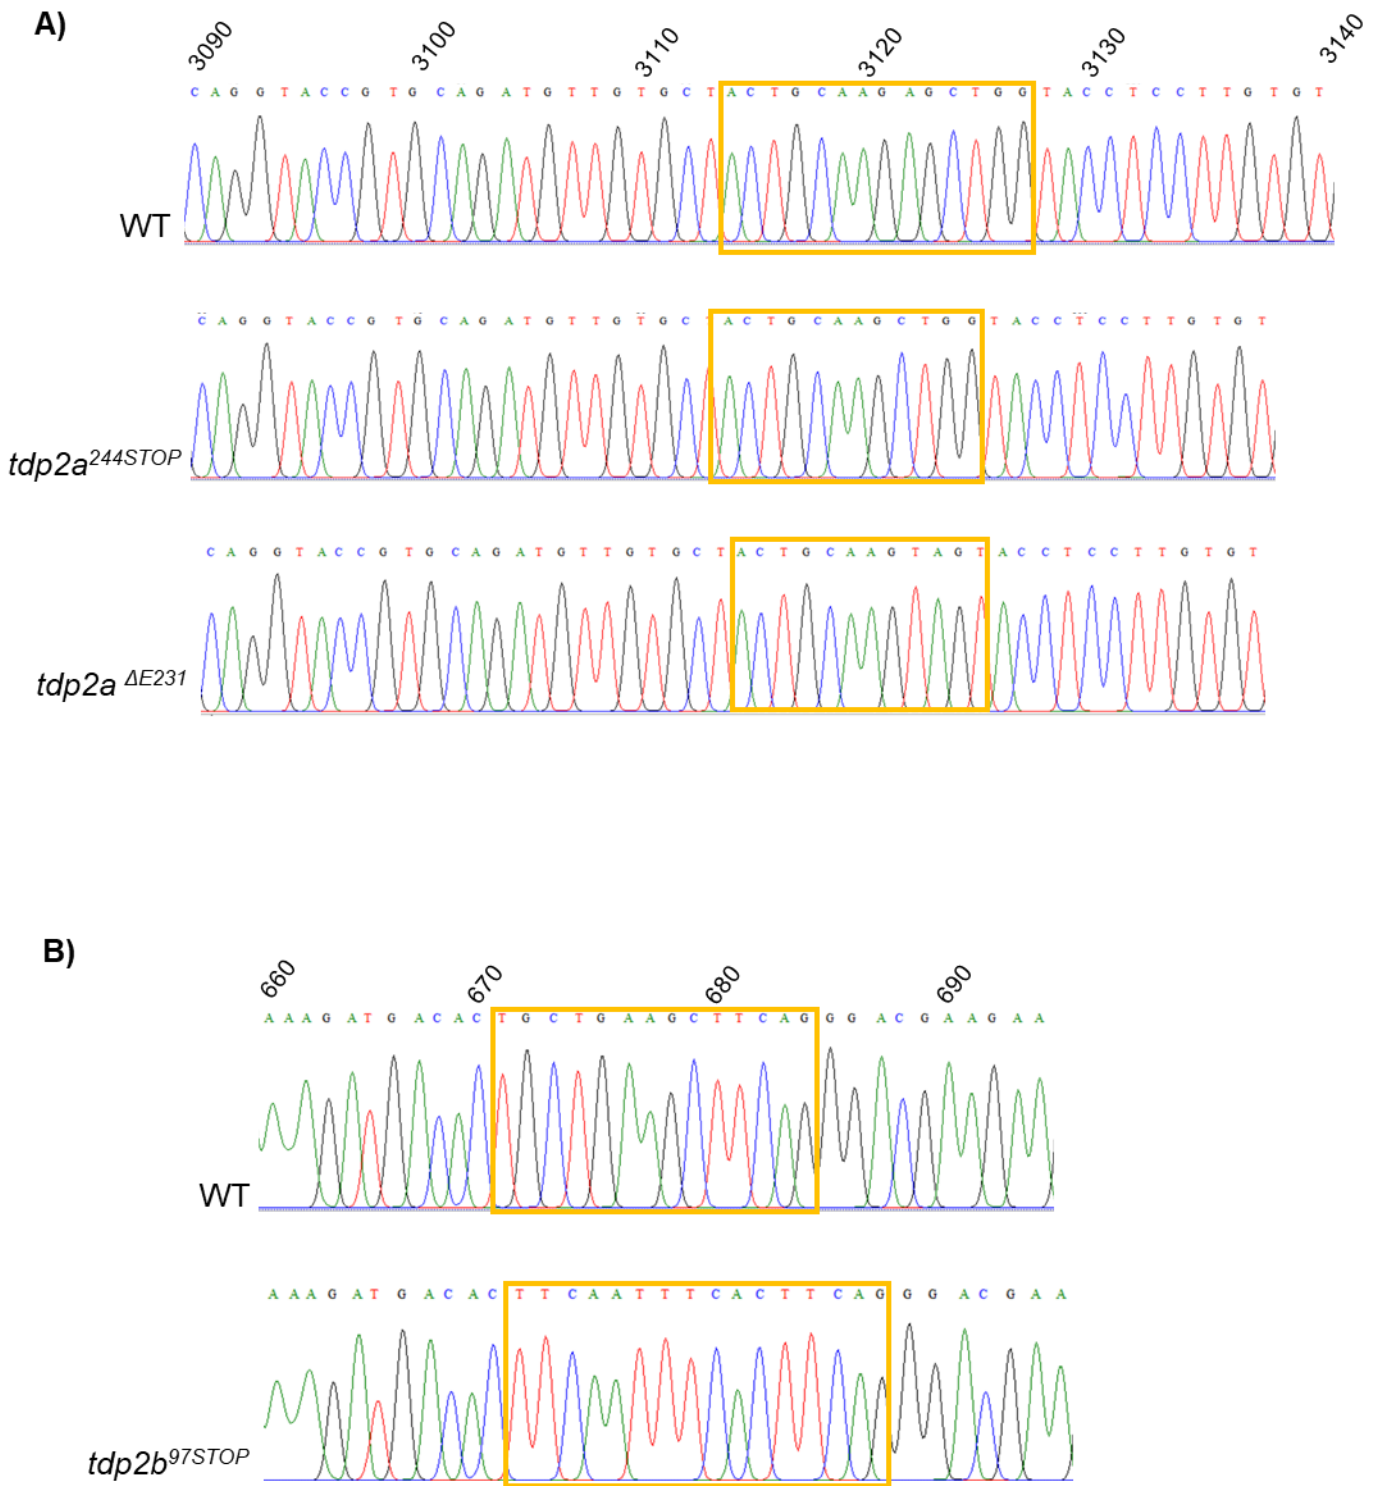 A)
3090 3100 3110 3120 3130 3140
C A G G T A C C G T G C A G A T G T T G T G C T A C T G C A A G A G C T G G T A C C T C C T T G T G T
WT
C A G G T A C C G T G C A G A T G T T G T G C T A C T G C A A G C T G G T A C C T C C T T G T G T
tdp2a244STOP
C A G G T A C C G T G C A G A T G T T G T G C T A C T G C A A G T A G T A C C T C C T T G T G T
tdp2a ΔE231
B)
660 670 680 690
A A A G A T G A C A C T G C T G A A G C T T C A G G G A C G A A G A A
WT
A A A G A T G A C A C T T C A A T T T C A C T T C A G G G A C G A A
tdp2b97STOP